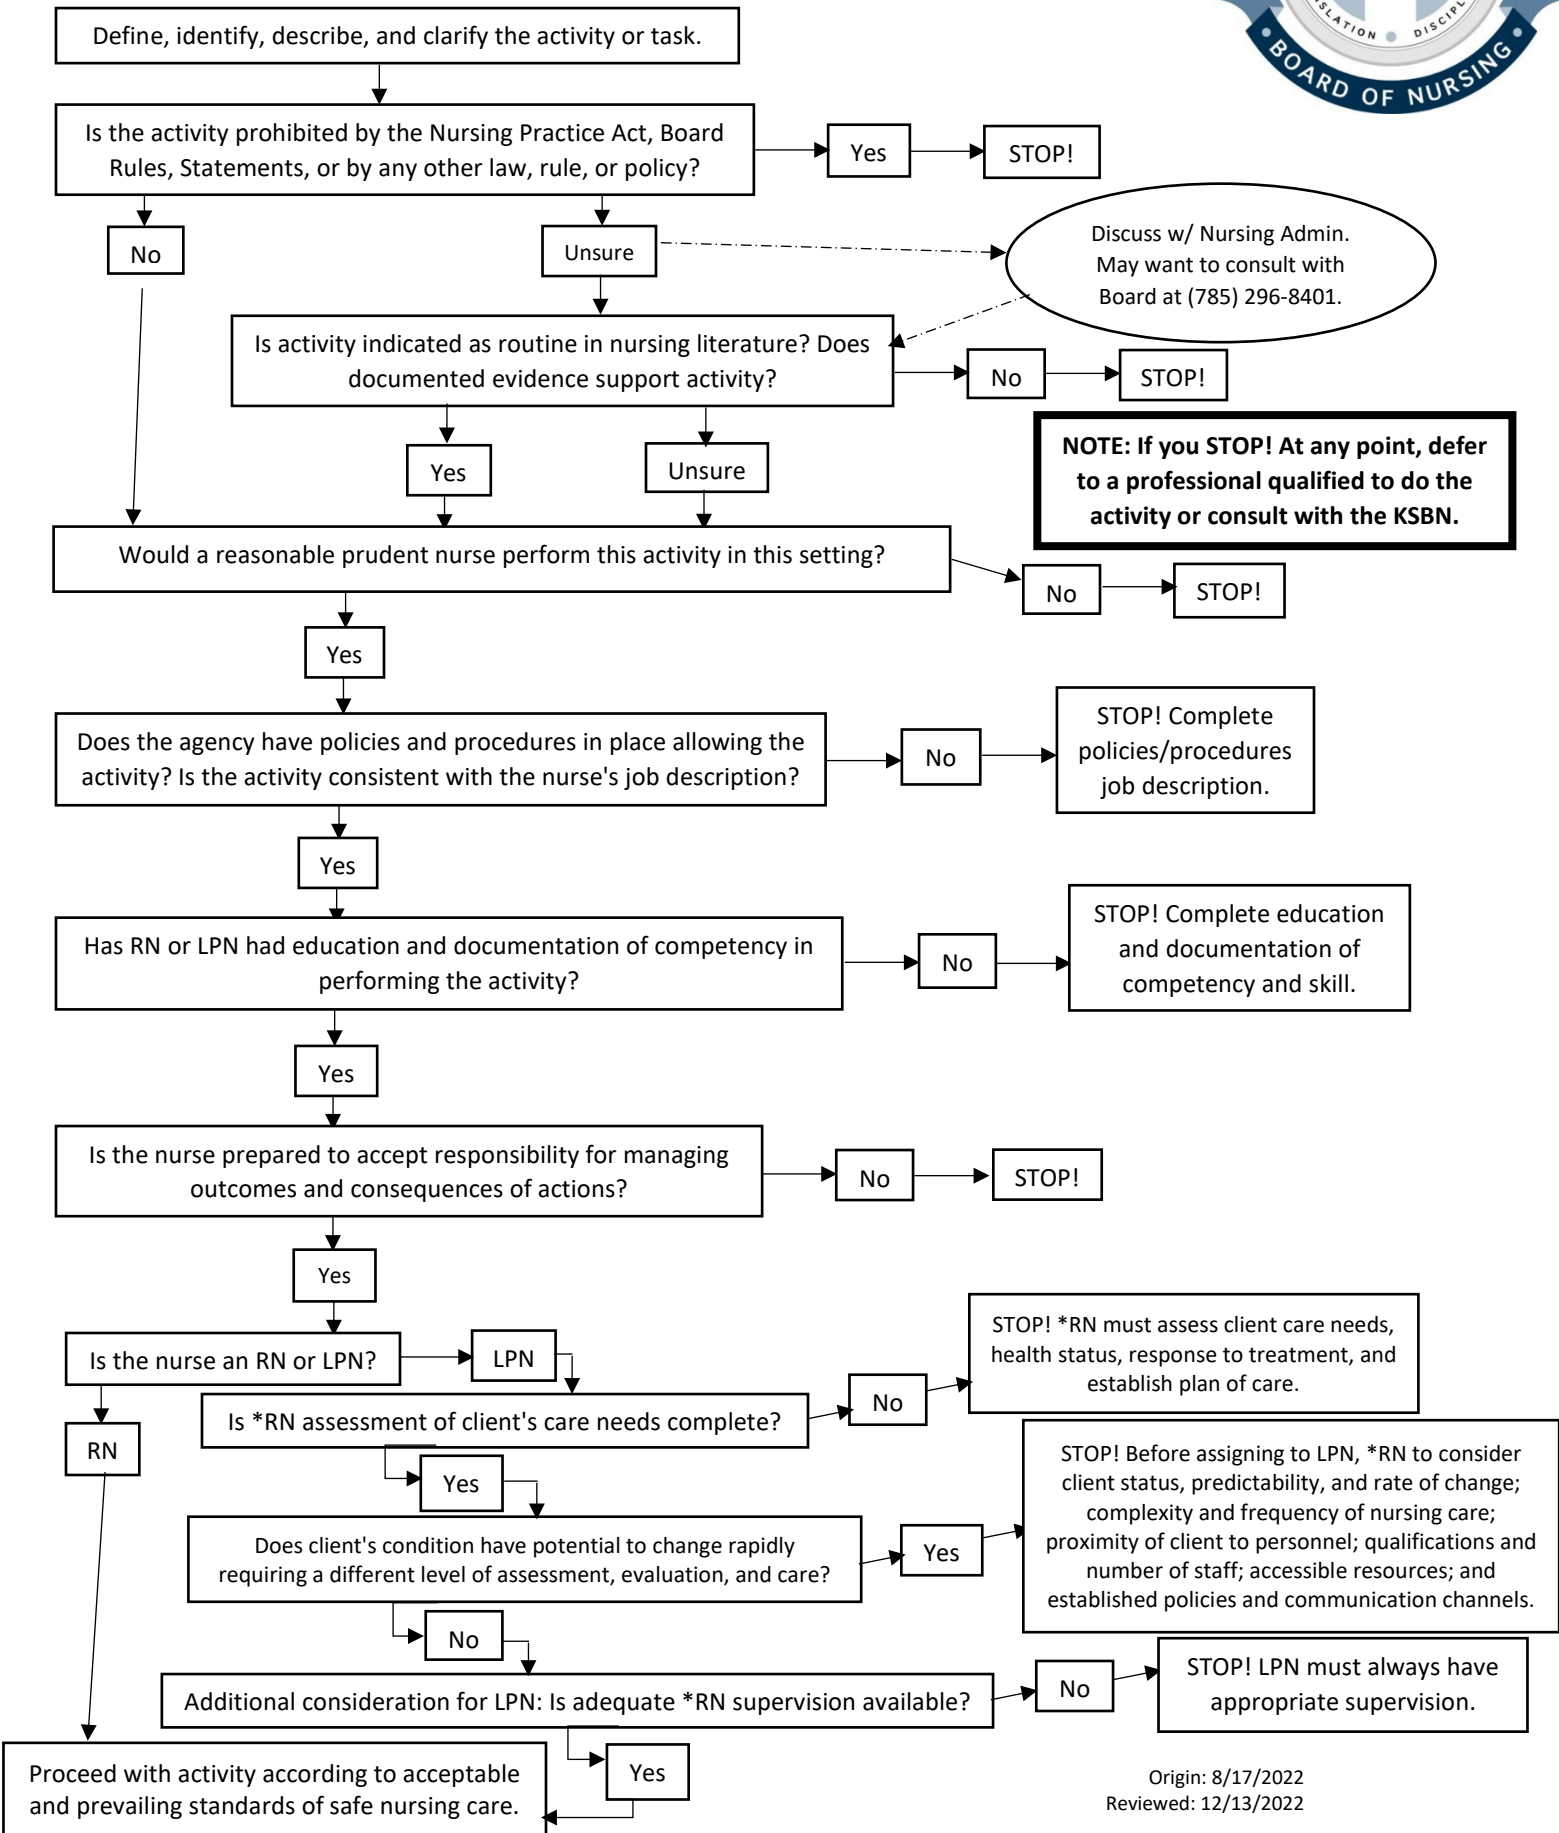 NSLATION
DISCIPL
BOARD OF NURSING
Define, identify, describe, and clarify the activity or task.
Is the activity prohibited by the Nursing Practice Act, Board
Rules, Statements, or by any other law, rule, or policy?
Yes
STOP!
No
Unsure
Discuss w/ Nursing Admin.
May want to consult with
Board at (785) 296-8401.
Is activity indicated as routine in nursing literature? Does
documented evidence support activity?
No
STOP!
Yes
Unsure
NOTE: If you STOP! At any point, defer
to a professional qualified to do the
activity or consult with the KSBN.
Would a reasonable prudent nurse perform this activity in this setting?
No
STOP!
Yes
Does the agency have policies and procedures in place allowing the
activity? Is the activity consistent with the nurse's job description?
No
STOP! Complete
policies/procedures
job description.
Yes
Has RN or LPN had education and documentation of competency in
performing the activity?
No
STOP! Complete education
and documentation of
competency and skill.
Yes
Is the nurse prepared to accept responsibility for managing
outcomes and consequences of actions?
No
STOP!
Yes
Is the nurse an RN or LPN?
LPN
RN
Is *RN assessment of client's care needs complete?
No
STOP! *RN must assess client care needs,
health status, response to treatment, and
establish plan of care.
Yes
Does client's condition have potential to change rapidly
requiring a different level of assessment, evaluation, and care?
Yes
STOP! Before assigning to LPN, *RN to consider
client status, predictability, and rate of change;
complexity and frequency of nursing care;
proximity of client to personnel; qualifications and
number of staff; accessible resources; and
established policies and communication channels.
No
Additional consideration for LPN: Is adequate *RN supervision available?
No
STOP! LPN must always have
appropriate supervision.
Yes
Proceed with activity according to acceptable
and prevailing standards of safe nursing care.
Origin: 8/17/2022
Reviewed: 12/13/2022